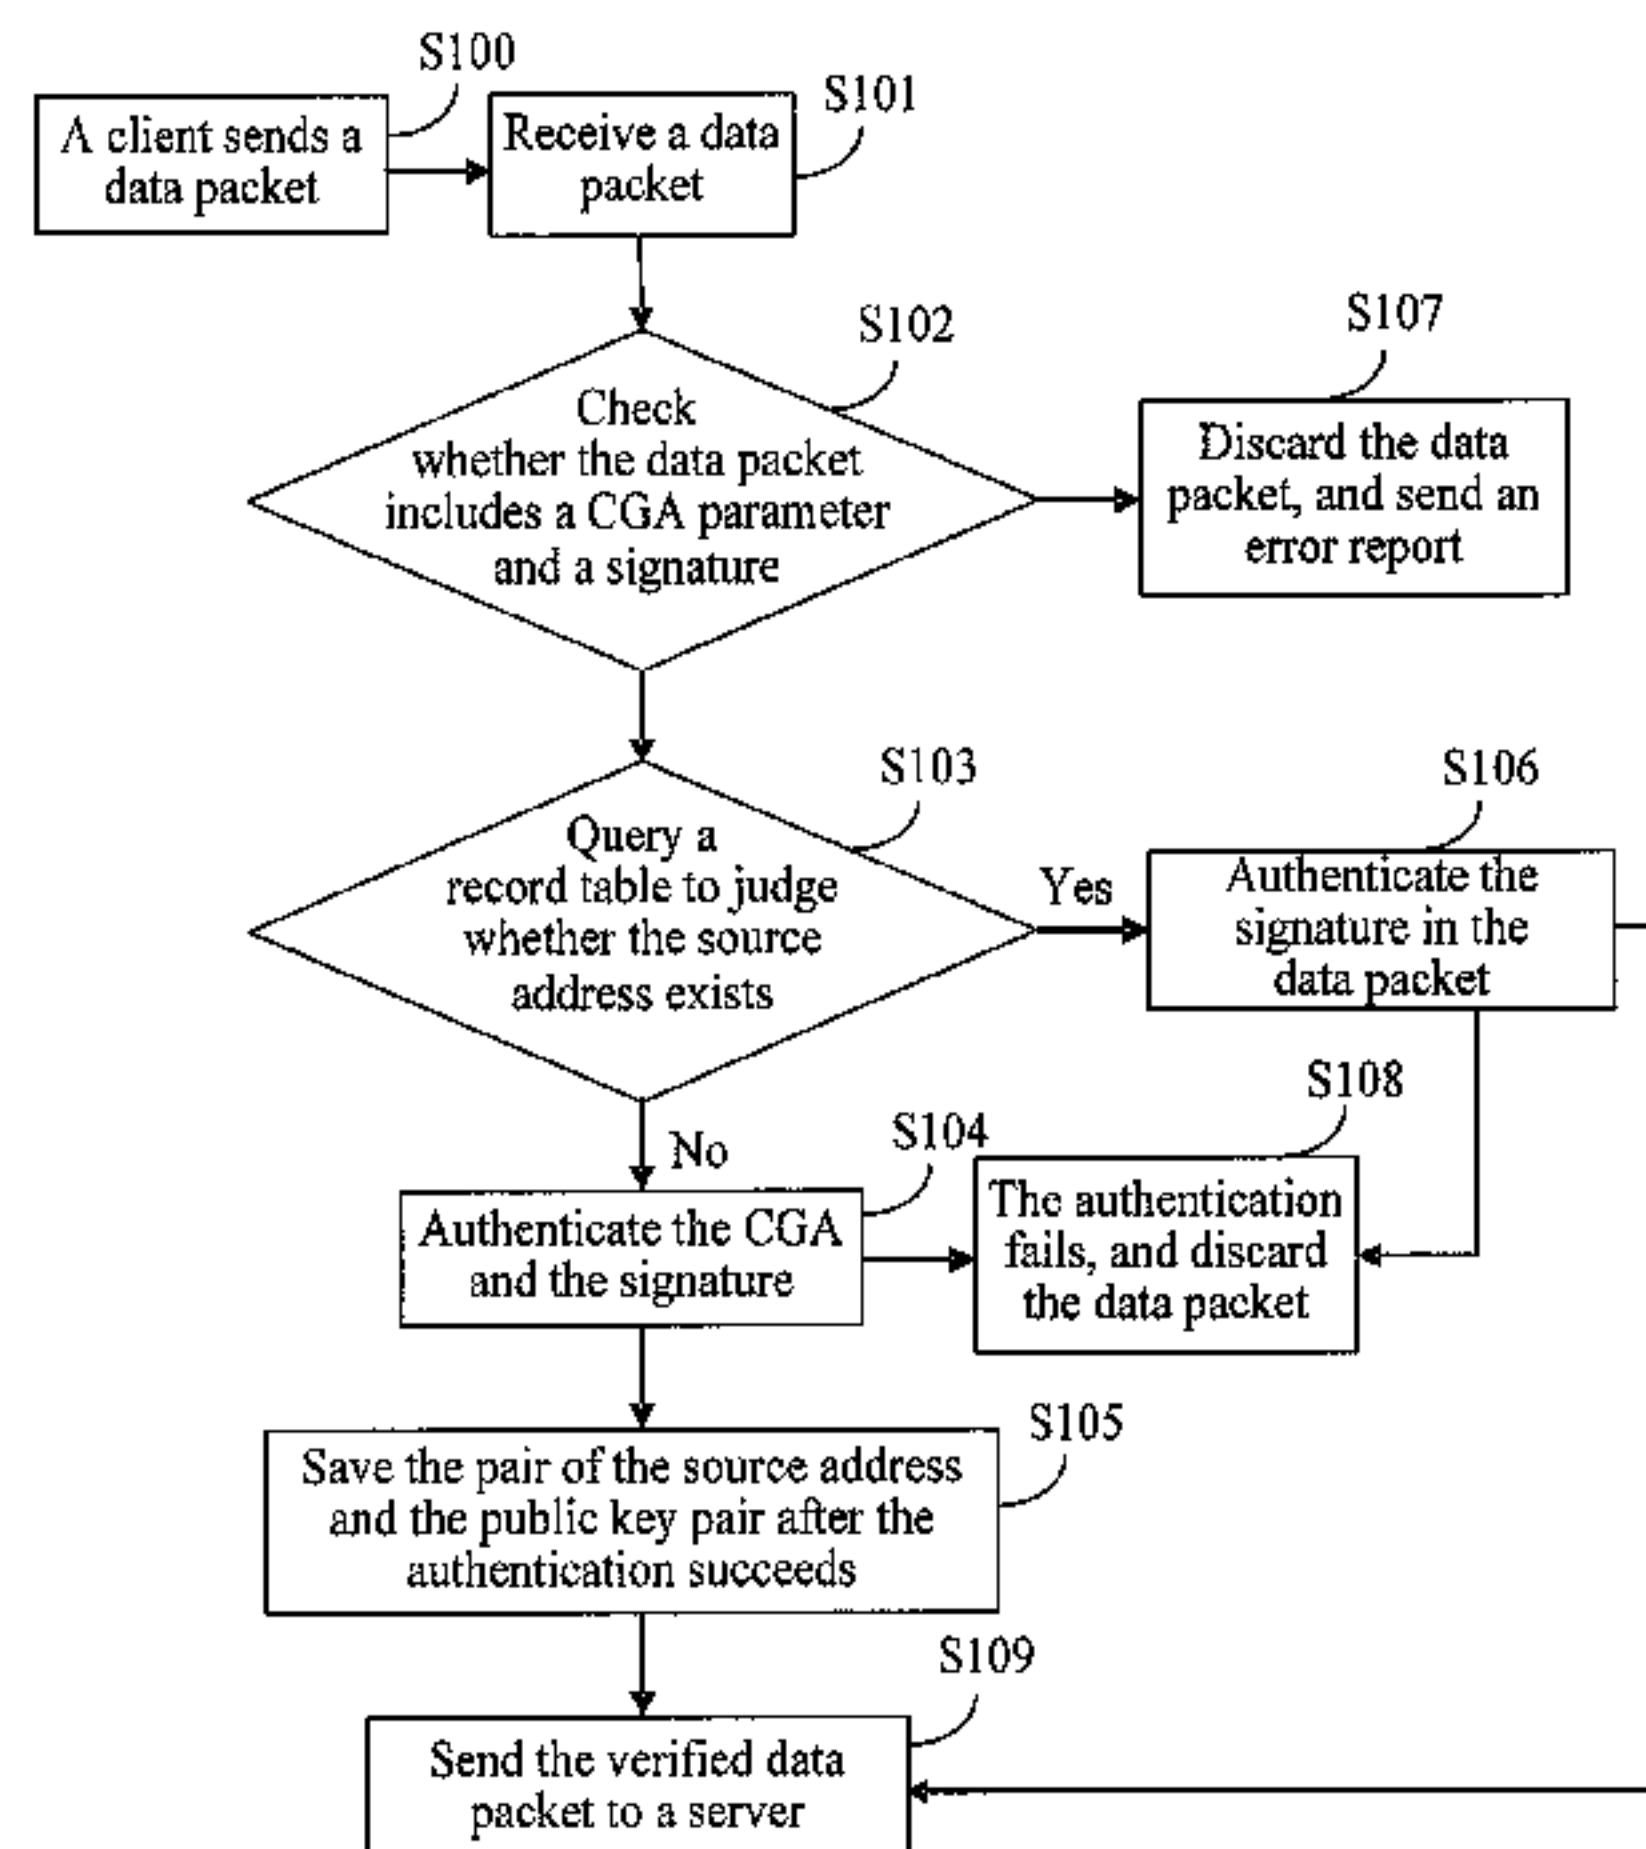 S100
A client sends a
data packet
S101
Receive a data
packet
S102
Check
whether the data packet
includes a CGA parameter
and a signature
S107
Discard the data
packet, and send an
error report
S103
Query a
record table to judge
whether the source
address exists
Yes
S106
Authenticate the
signature in the
data packet
No
S104
Authenticate the CGA
and the signature
S108
The authentication
fails, and discard
the data packet
S105
Save the pair of the source address
and the public key pair after the
authentication succeeds
S109
Send the verified data
packet to a server